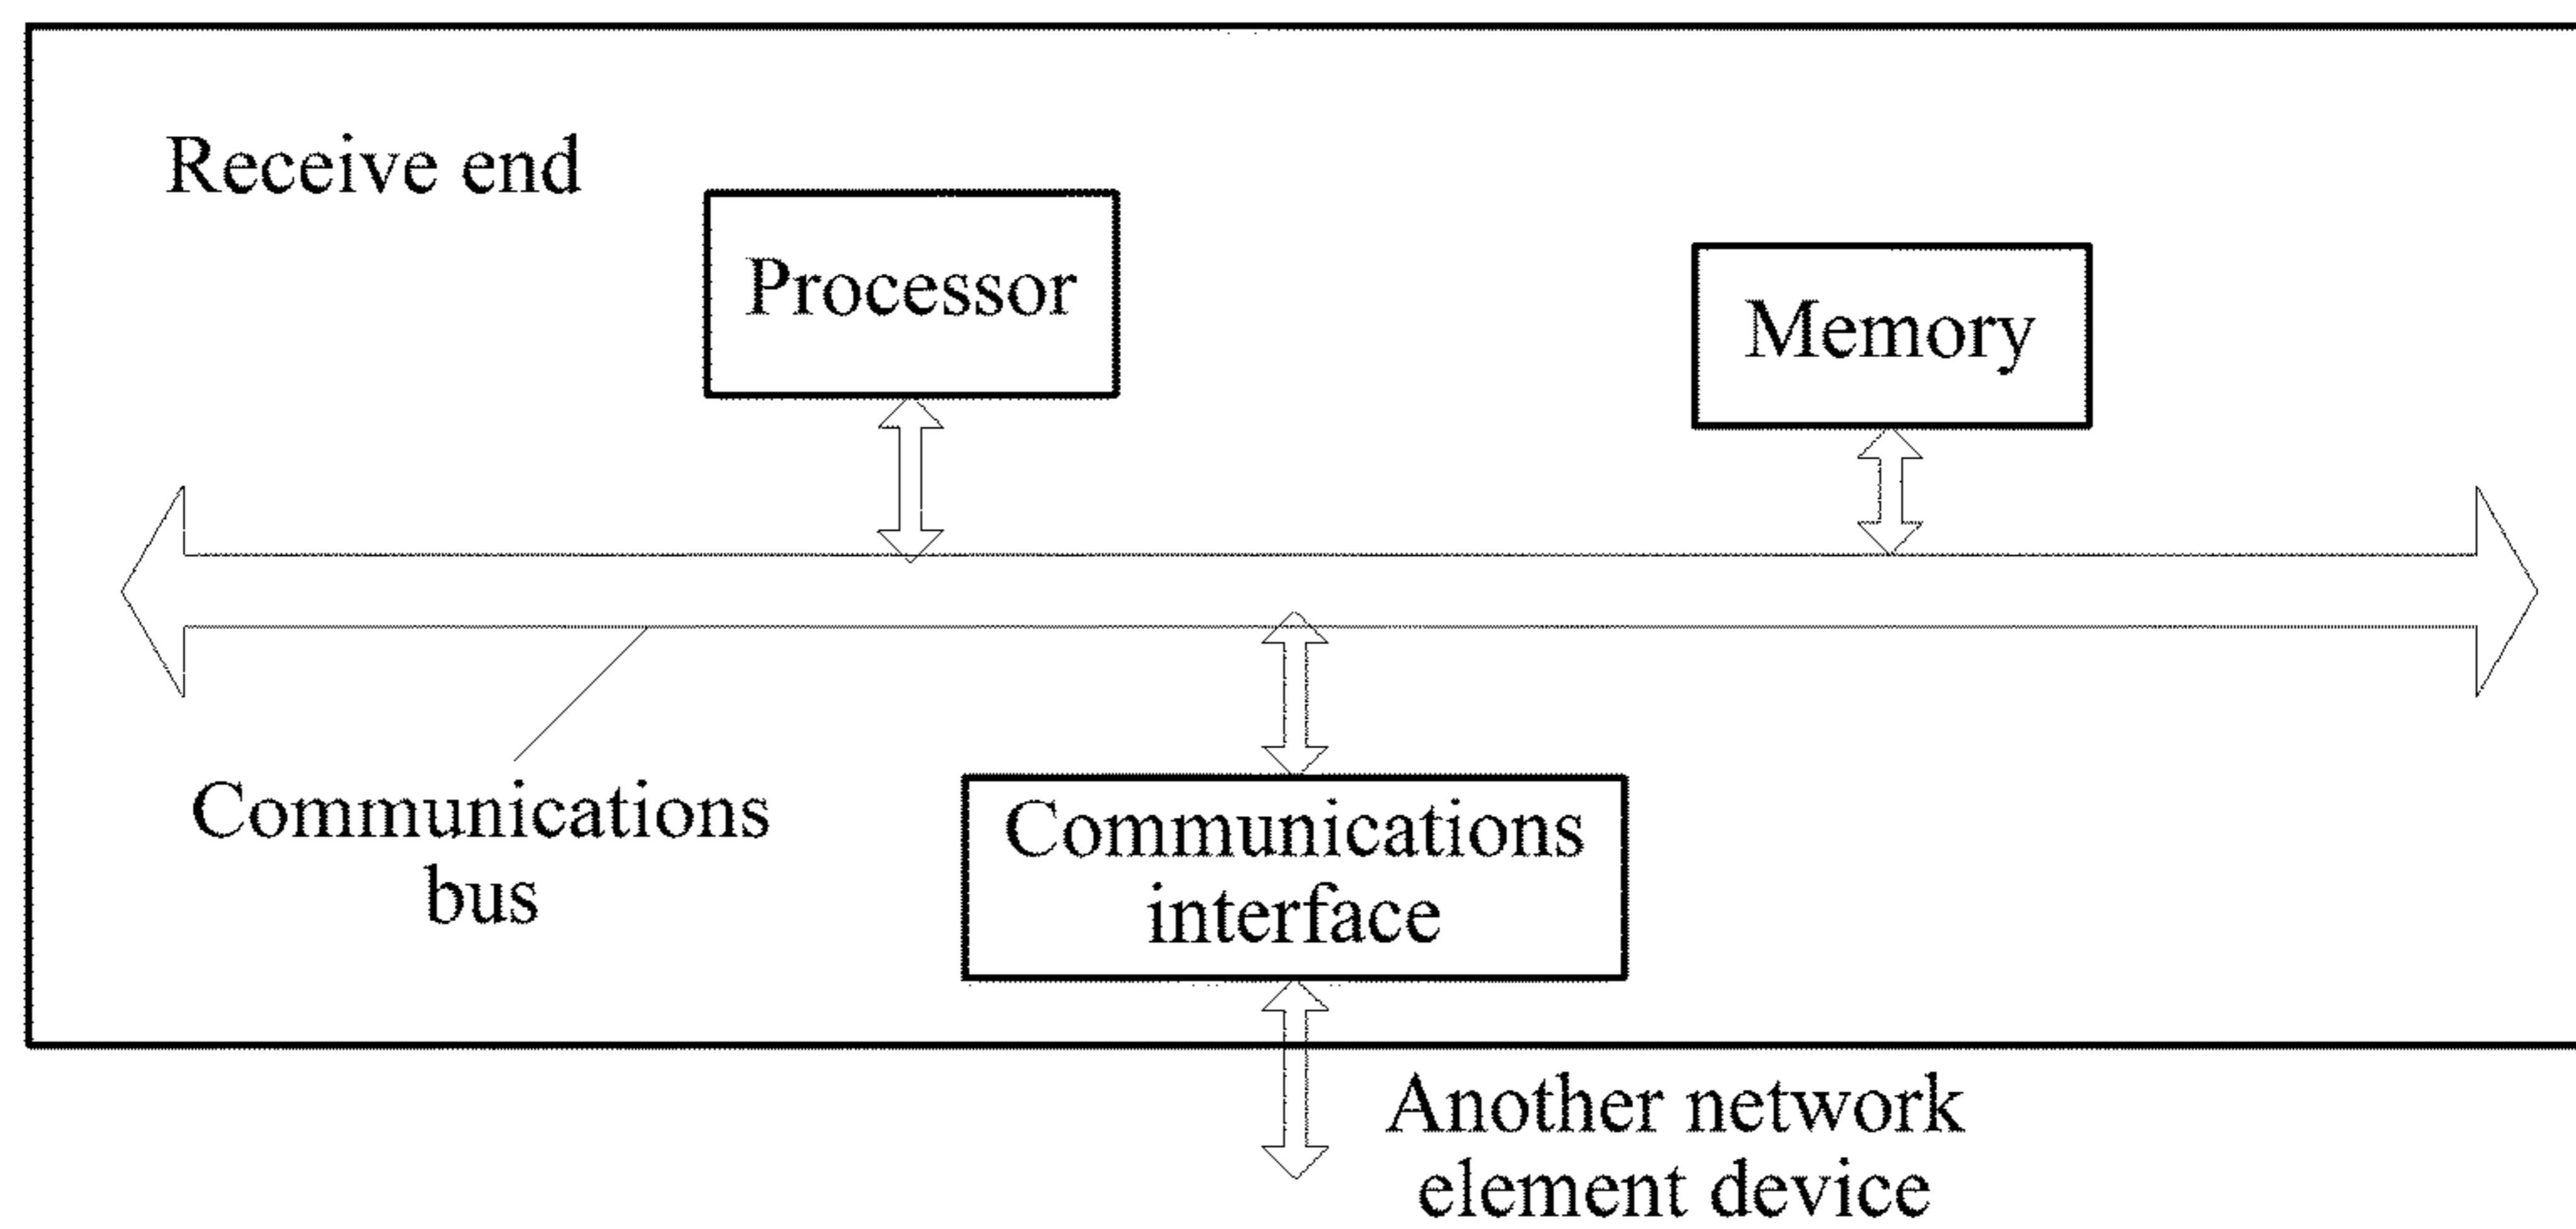 Receive end
Processor
Memory
Communications
bus
Communications
interface
Another network
element device